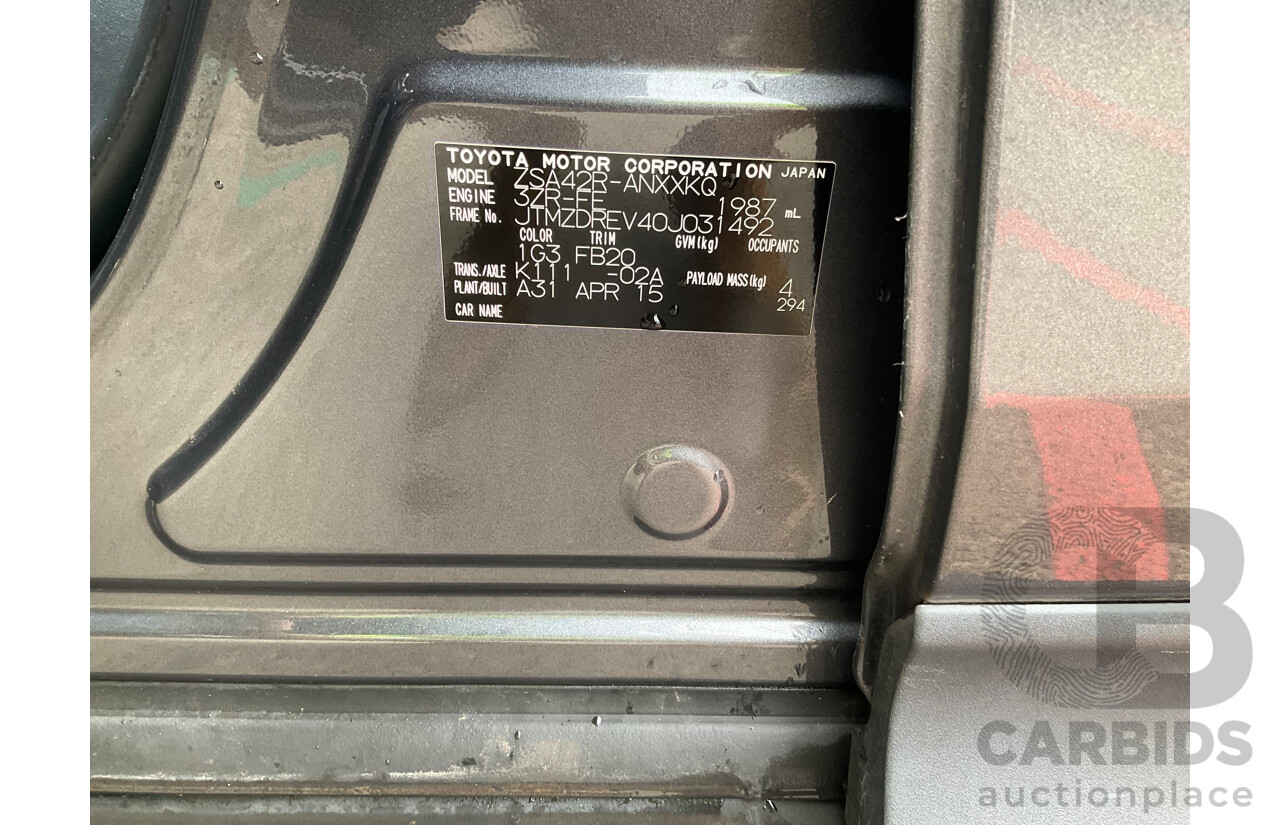 TOYOTA MOTOR CORPORATION JAPAN
MODEL ZSA42R-ANXXKQ
ENGINE 3ZR-FE 1987 mL
FRAME No. JTMZDREV40J031492
COLOR TRIM GVM(kg) OCCUPANTS
1G3 FB20
TRANS./AXLE K111 -02A PAYLOAD MASS(kg) 4
PLANT/BUILT A31 APR 15 294
CAR NAME
CB
CARBIDS
auctionplace